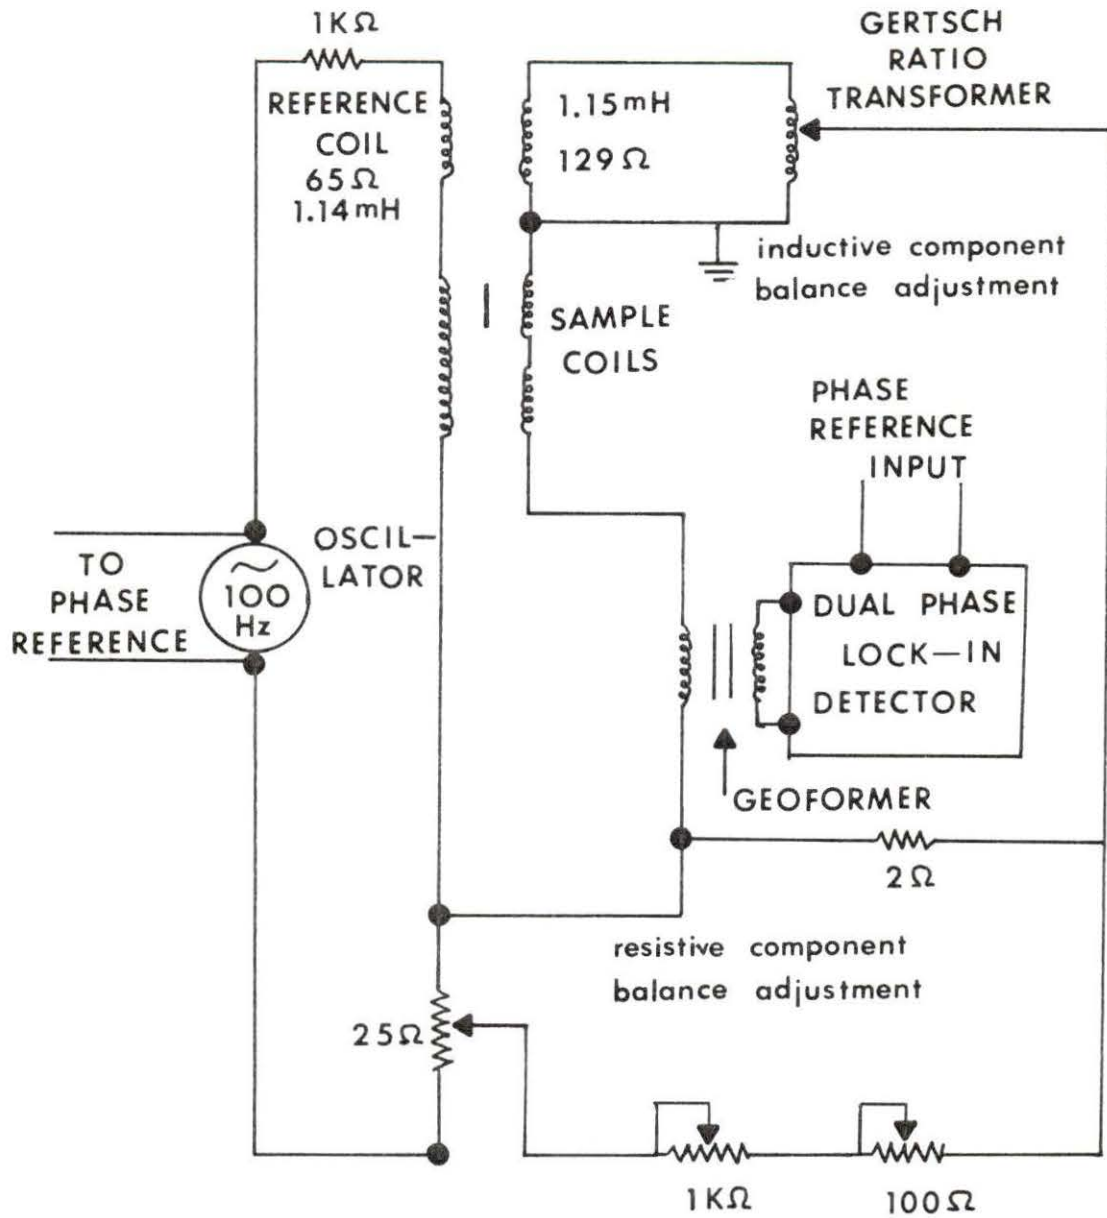 1KΩ
REFERENCE
COIL
65Ω
1.14mH
1.15mH
129Ω
GERTSCH
RATIO
TRANSFORMER
inductive component
balance adjustment
SAMPLE
COILS
PHASE
REFERENCE
INPUT
OSCIL–
LATOR
TO
PHASE
REFERENCE
100
Hz
DUAL PHASE
LOCK–IN
DETECTOR
GEOFORMER
2Ω
resistive component
balance adjustment
25Ω
1KΩ
100Ω